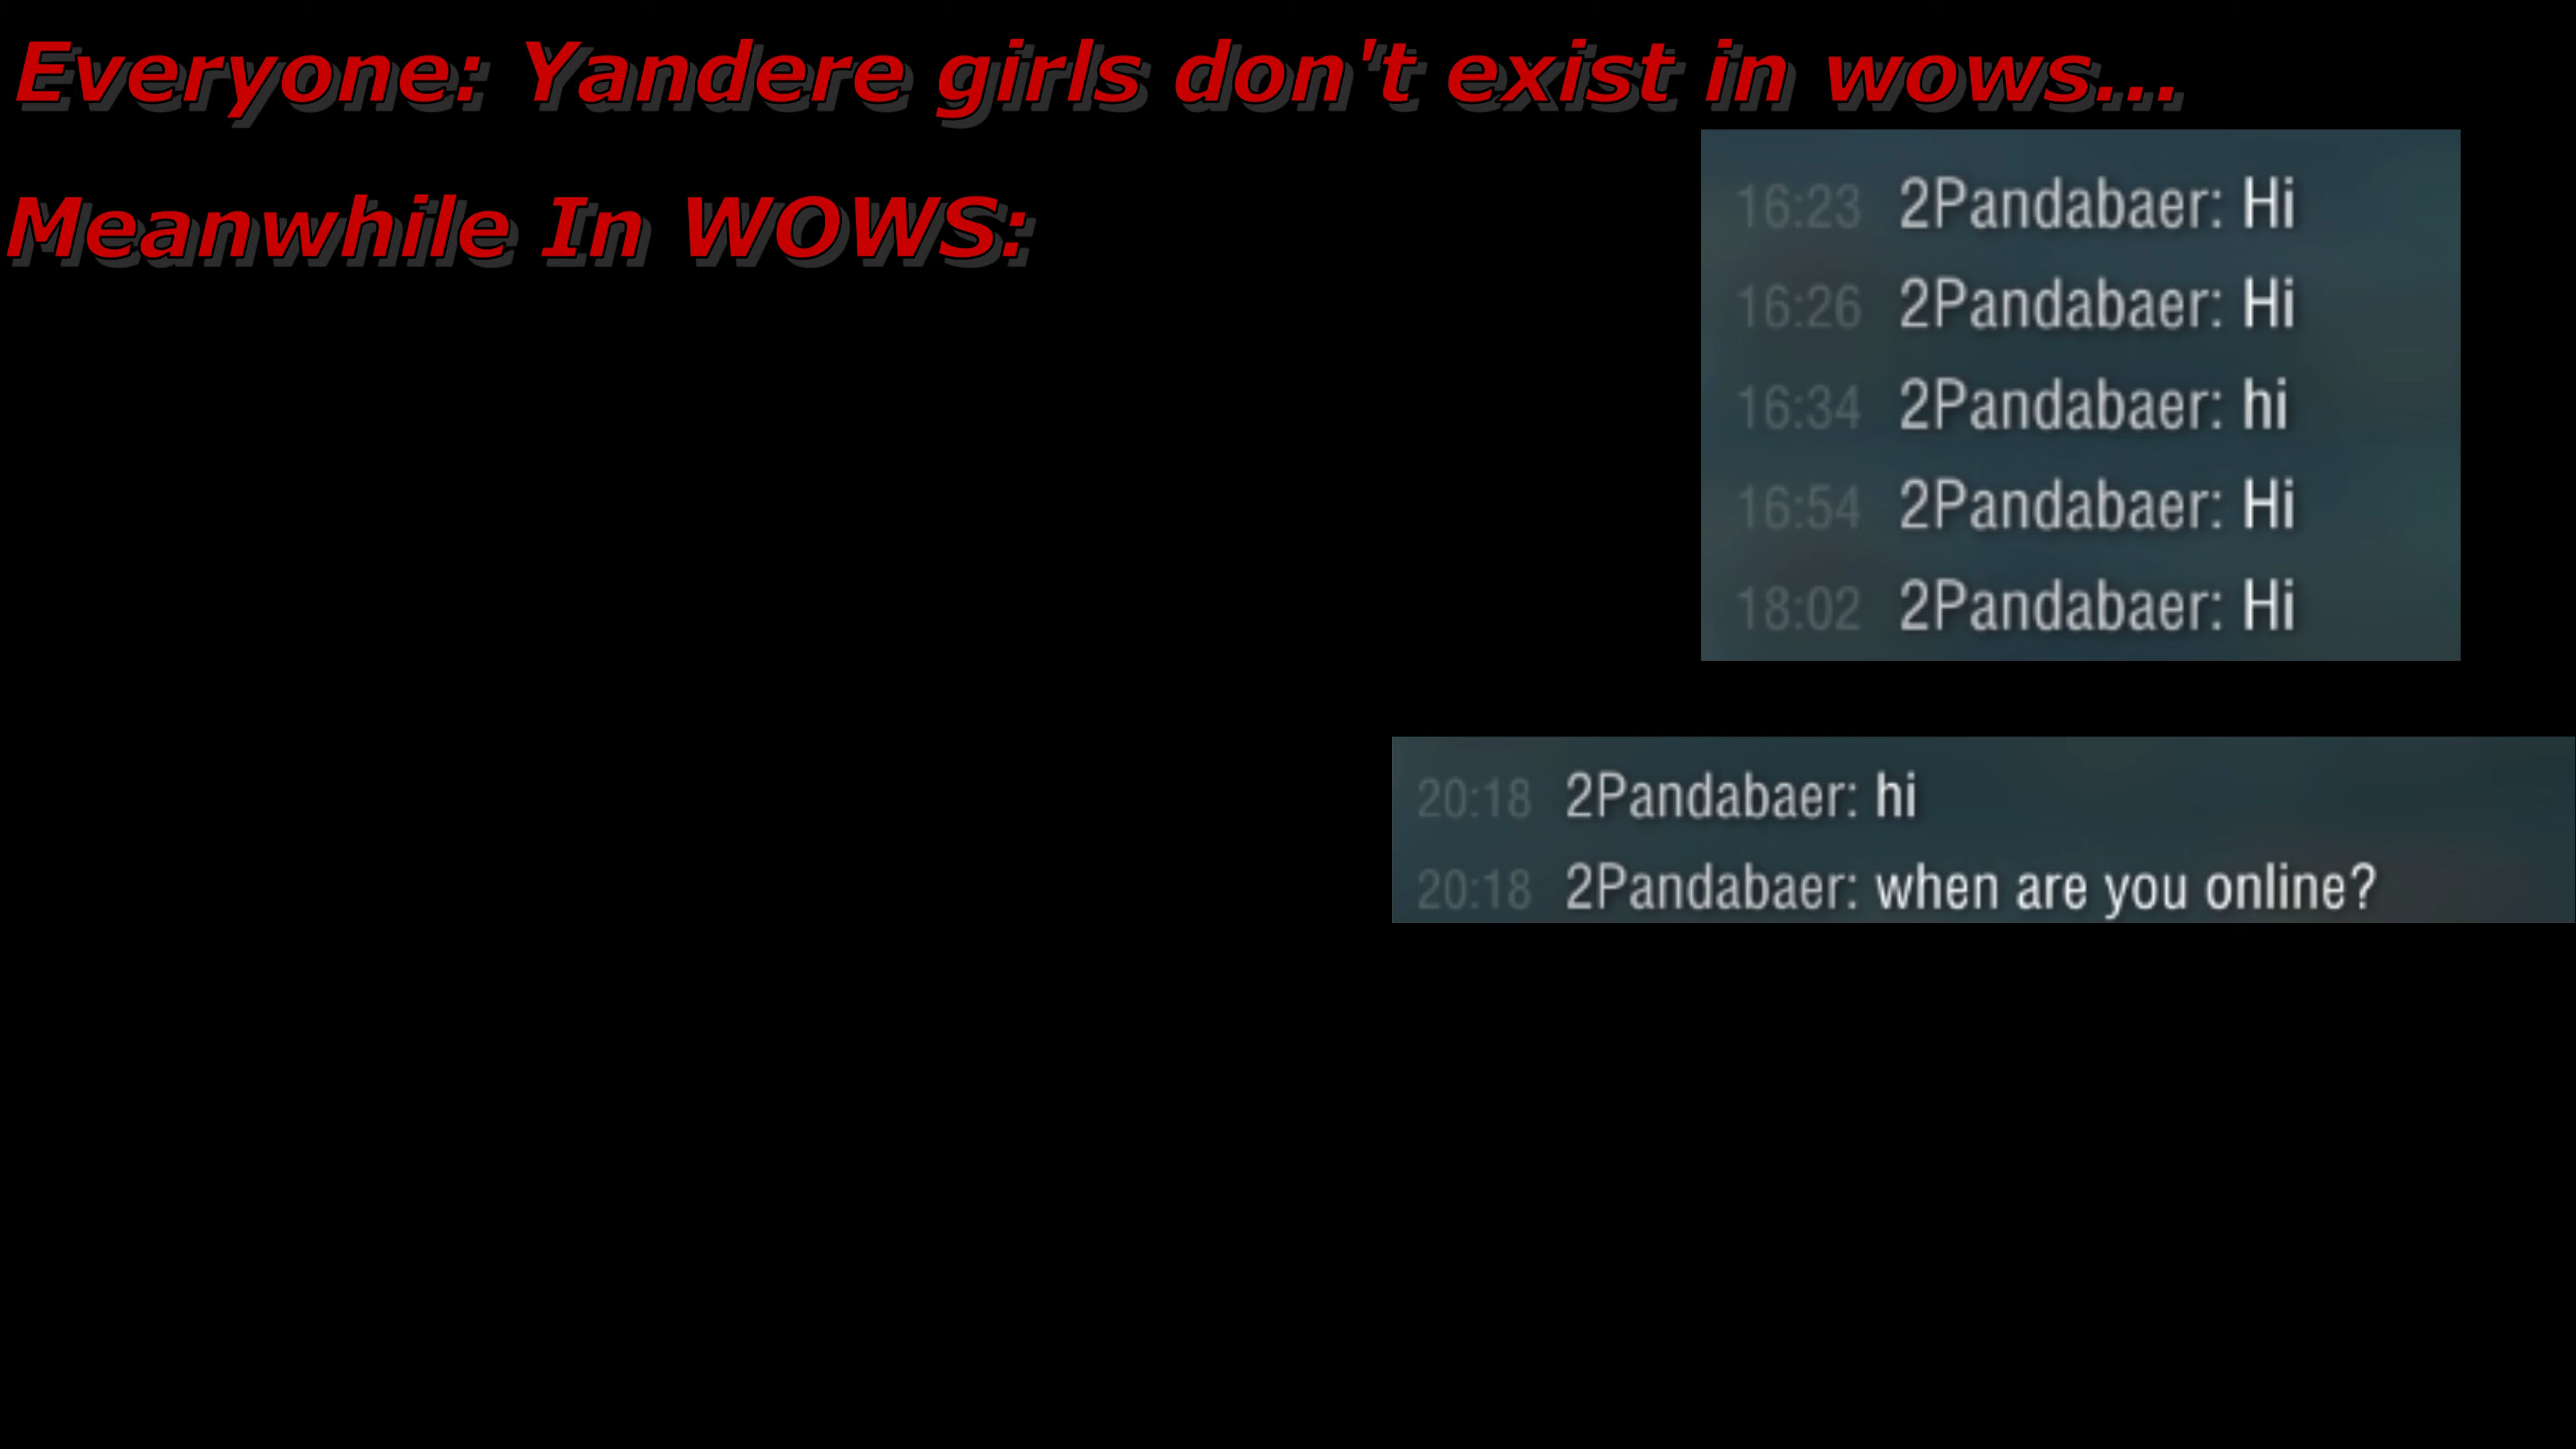 Everyone: Yandere girls don't exist in wows...
Meanwhile In WOWS:
16:23 2Pandabaer: Hi
16:26 2Pandabaer: Hi
16:34 2Pandabaer: hi
16:54 2Pandabaer: Hi
18:02 2Pandabaer: Hi
20:18 2Pandabaer: hi
20:18 2Pandabaer: when are you online?